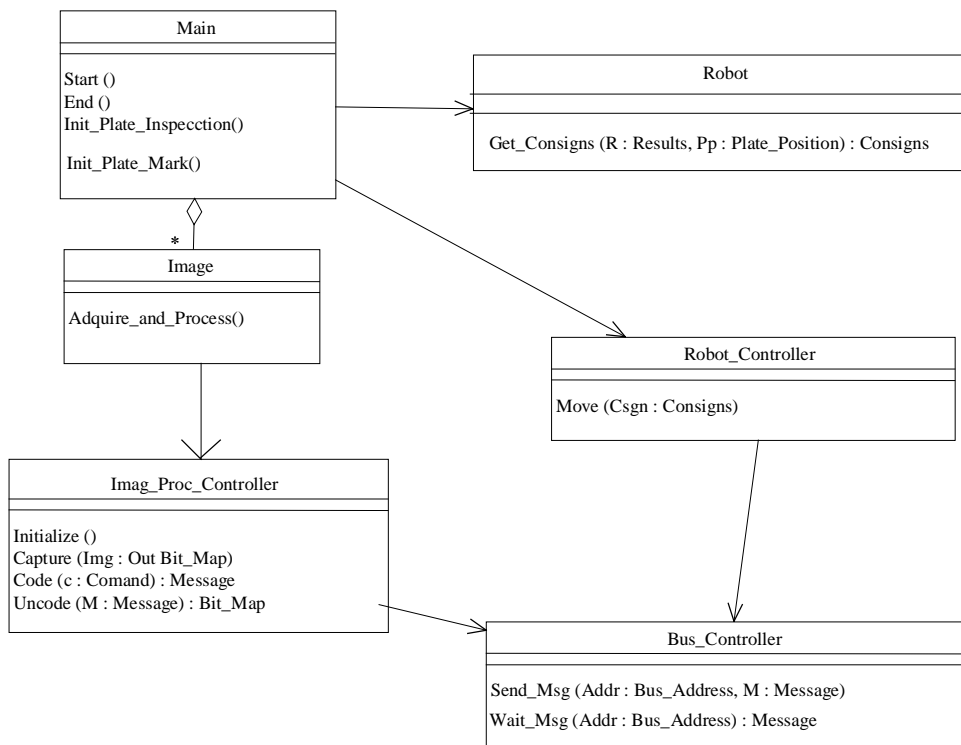 Main
Start ()
End ()
Init_Plate_Inspecction()
Init_Plate_Mark()
Robot
Get_Consigns (R : Results, Pp : Plate_Position) : Consigns
*
Image
Adquire_and_Process()
Robot_Controller
Move (Csgn : Consigns)
Imag_Proc_Controller
Initialize ()
Capture (Img : Out Bit_Map)
Code (c : Comand) : Message
Uncode (M : Message) : Bit_Map
Bus_Controller
Send_Msg (Addr : Bus_Address, M : Message)
Wait_Msg (Addr : Bus_Address) : Message